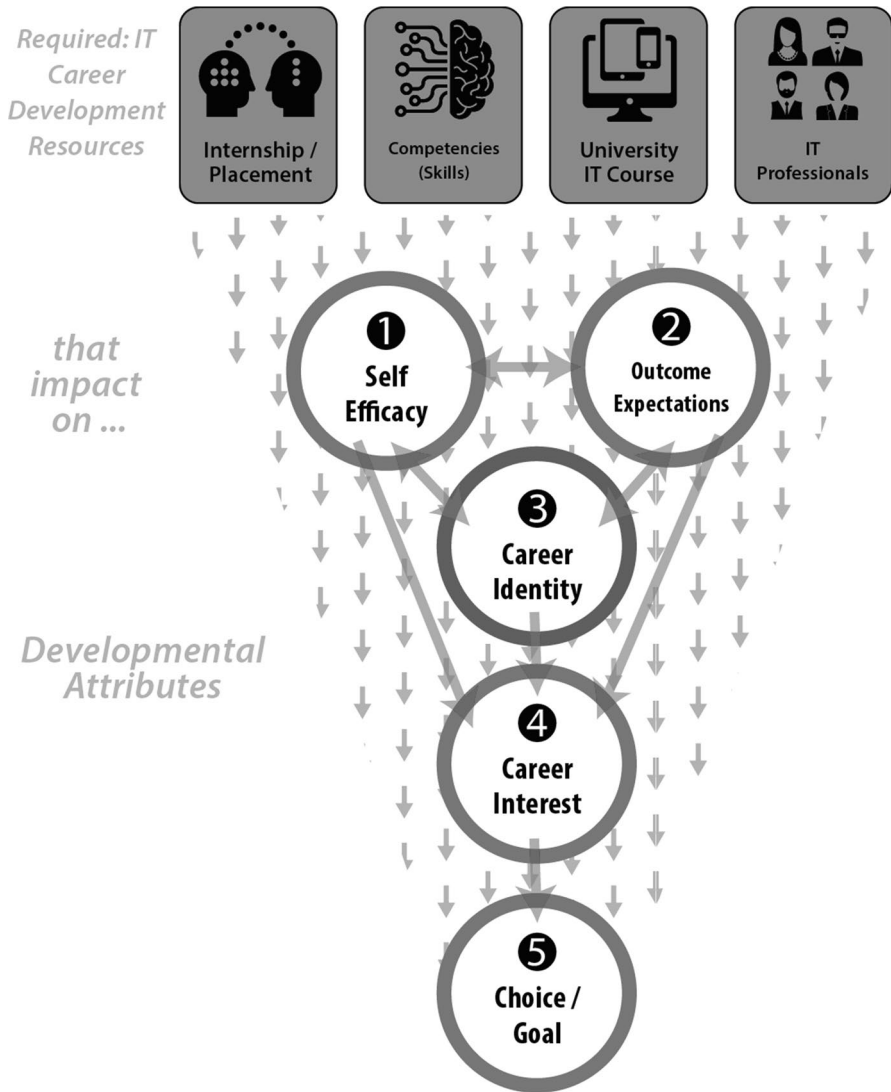 Required: IT
Career
Development
Resources
Internship /
Placement
Competencies
(Skills)
University
IT Course
IT
Professionals
that
impact
on ...
1
Self
Efficacy
2
Outcome
Expectations
3
Career
Identity
Developmental
Attributes
4
Career
Interest
5
Choice /
Goal